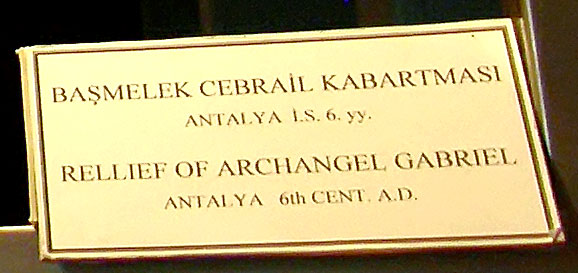 BAŞMELEK CEBRAİL KABARTMASI
ANTALYA İ.S. 6. yy.
RELLIEF OF ARCHANGEL GABRIEL
ANTALYA 6th CENT. A.D.